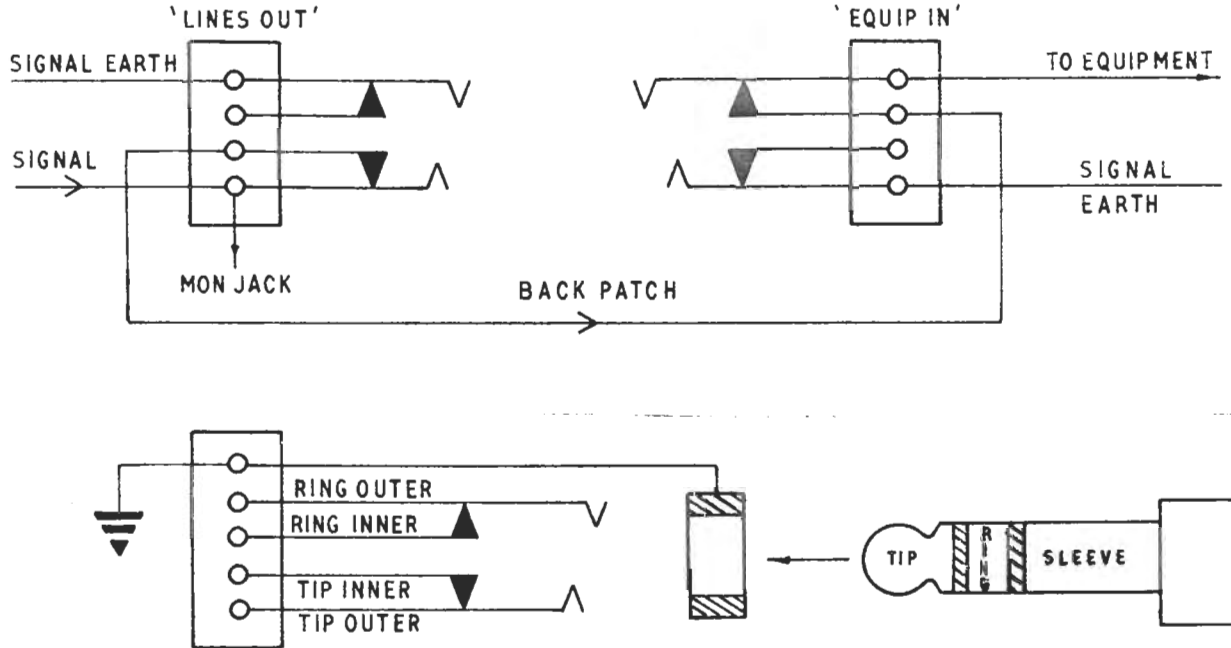 'LINES OUT'
'EQUIP IN'
SIGNAL EARTH
TO EQUIPMENT
SIGNAL
SIGNAL
EARTH
MON JACK
BACK PATCH
RING OUTER
RING INNER
TIP INNER
TIP OUTER
TIP
RING
SLEEVE